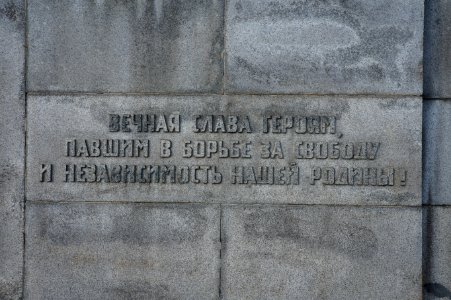 ВЕЧНАЯ СЛАВА ГЕРОЯМ,
ПАВШИМ В БОРЬБЕ ЗА СВОБОДУ
И НЕЗАВИСИМОСТЬ НАШЕЙ РОДИНЫ!